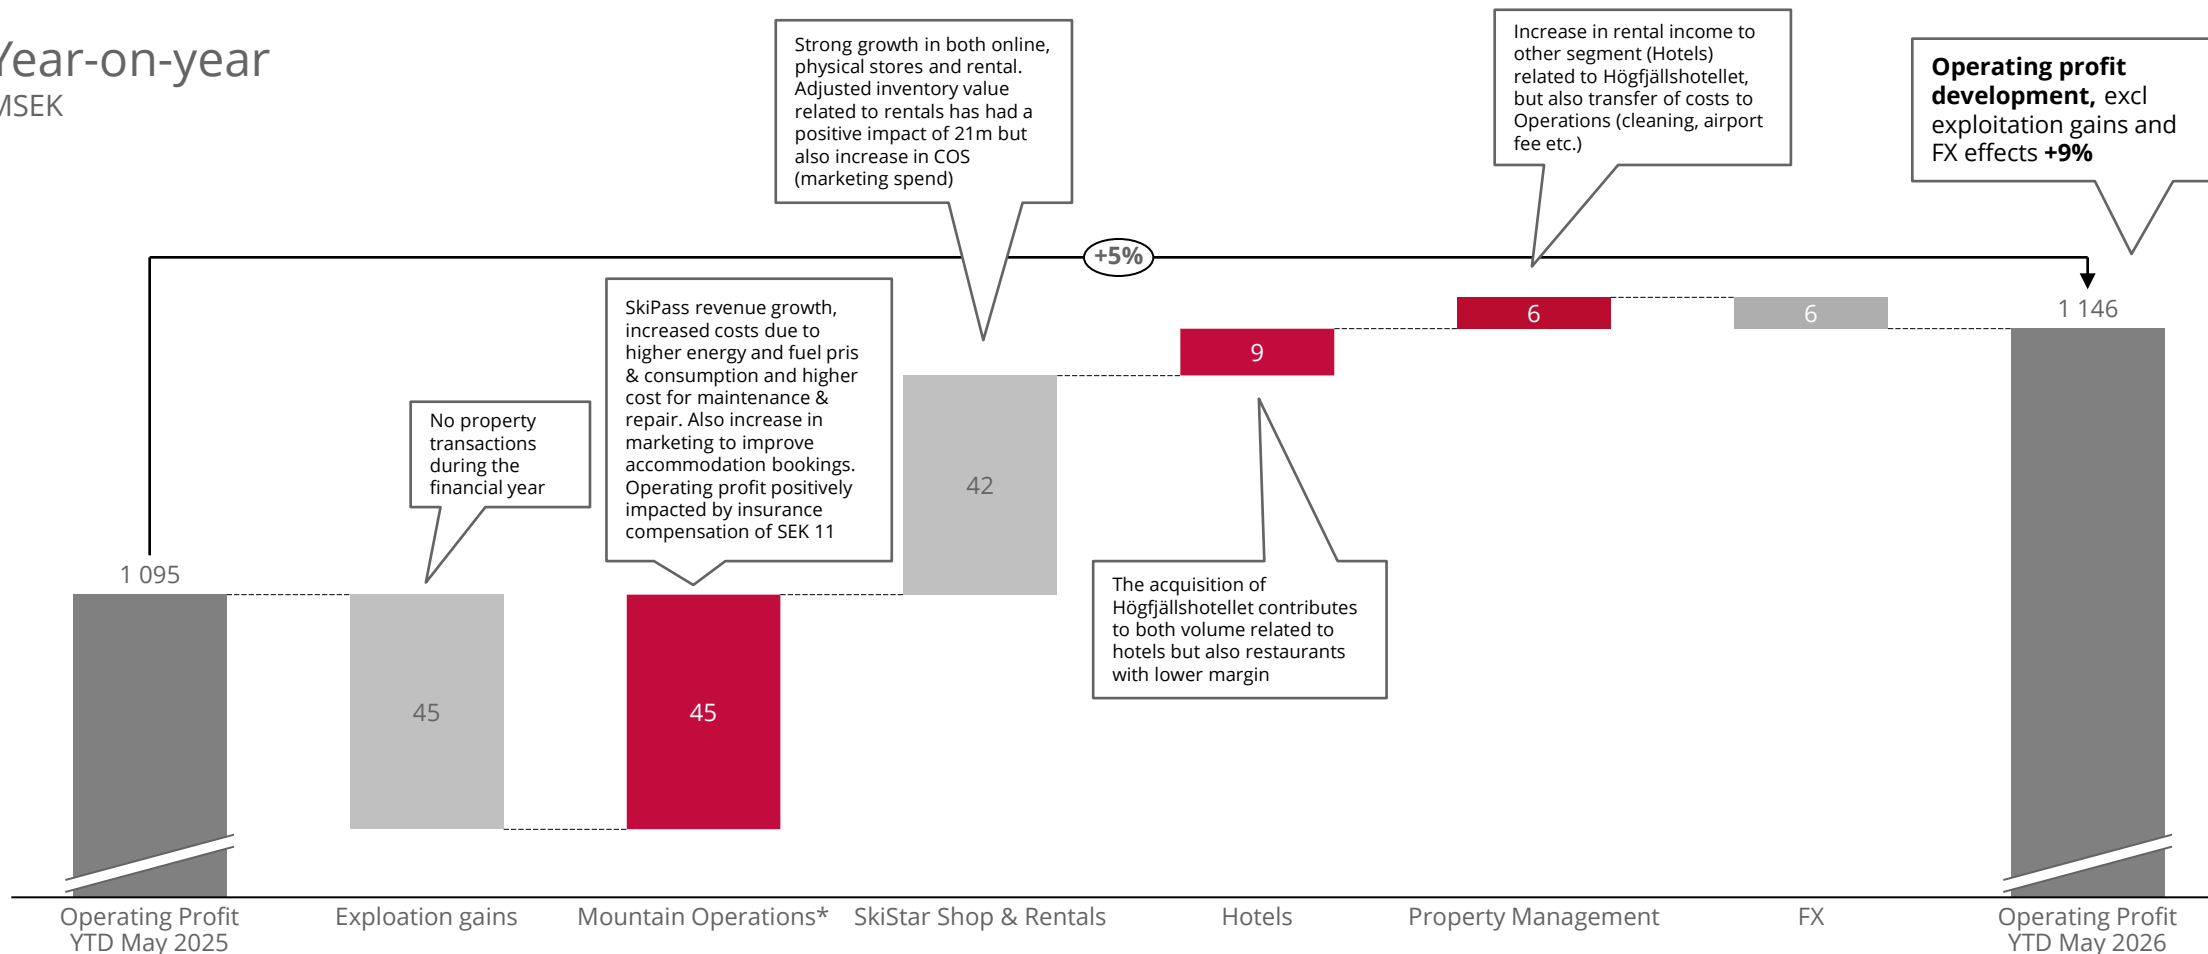 Year-on-year
MSEK
Strong growth in both online,
physical stores and rental.
Adjusted inventory value
related to rentals has had a
positive impact of 21m but
also increase in COS
(marketing spend)
Increase in rental income to
other segment (Hotels)
related to Högfjällshotellet,
but also transfer of costs to
Operations (cleaning, airport
fee etc.)
Operating profit
development, excl
exploitation gains and
FX effects +9%
+5%
SkiPass revenue growth,
increased costs due to
higher energy and fuel pris
& consumption and higher
cost for maintenance &
repair. Also increase in
marketing to improve
accommodation bookings.
Operating profit positively
impacted by insurance
compensation of SEK 11
No property
transactions
during the
financial year
The acquisition of
Högfjällshotellet contributes
to both volume related to
hotels but also restaurants
with lower margin
1 095
45
45
42
9
6
6
1 146
Operating Profit
YTD May 2025
Exploation gains
Mountain Operations*
SkiStar Shop & Rentals
Hotels
Property Management
FX
Operating Profit
YTD May 2026